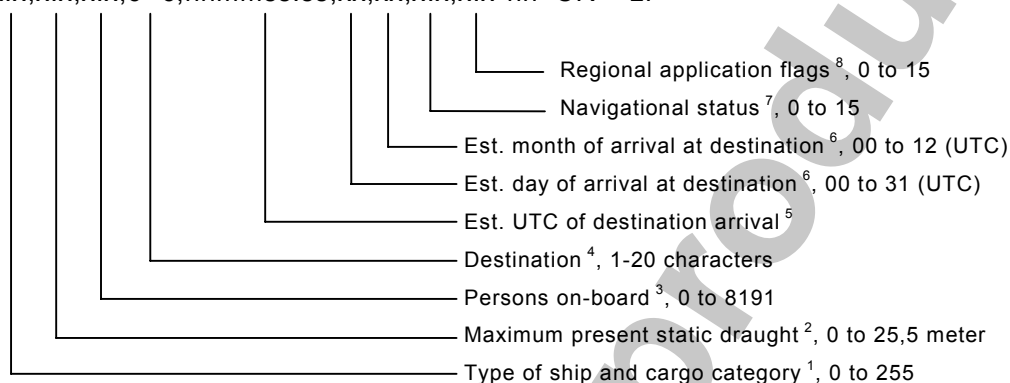 Regional application flags 8, 0 to 15
Navigational status 7, 0 to 15
Est. month of arrival at destination 6, 00 to 12 (UTC)
Est. day of arrival at destination 6, 00 to 31 (UTC)
Est. UTC of destination arrival 5
Destination 4, 1-20 characters
Persons on-board 3, 0 to 8191
Maximum present static draught 2, 0 to 25,5 meter
Type of ship and cargo category 1, 0 to 255